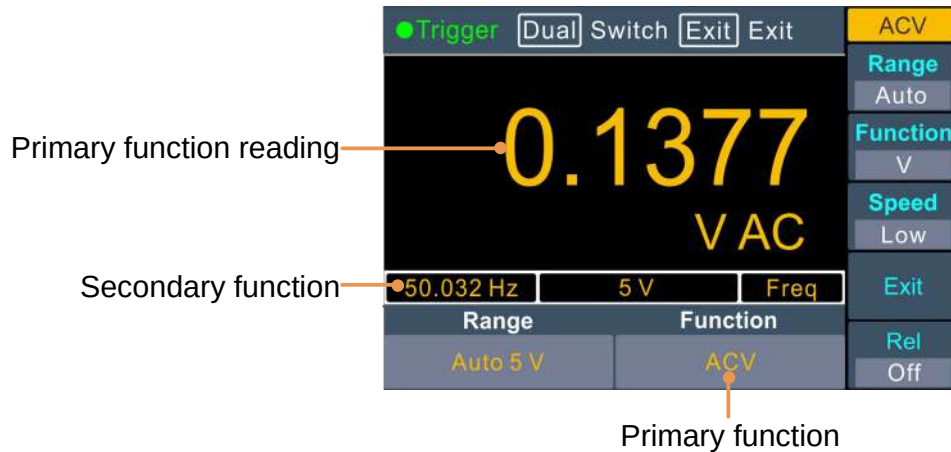 Trigger Dual Switch Exit Exit
ACV
Range
Auto
Function
V
Speed
Low
Exit
Rel
Off
Primary function reading
0.1377
V AC
Secondary function
50.032 Hz 5 V Freq
Range Function
Auto 5 V ACV
Primary function